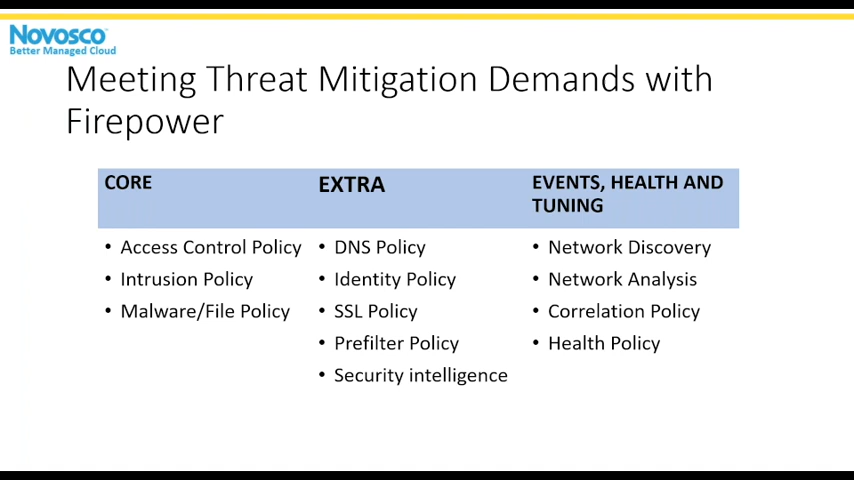 Novosco
Better Managed Cloud
Meeting Threat Mitigation Demands with
Firepower
CORE
• Access Control Policy
• Intrusion Policy
• Malware/File Policy
EXTRA
• DNS Policy
• Identity Policy
• SSL Policy
• Prefilter Policy
• Security intelligence
EVENTS, HEALTH AND
TUNING
• Network Discovery
• Network Analysis
• Correlation Policy
• Health Policy